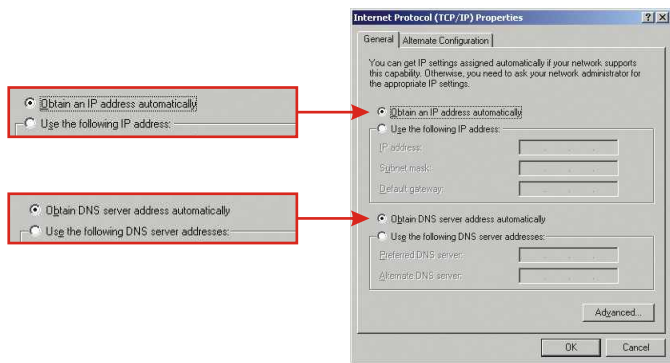 Obtain an IP address automatically
Use the following IP address:
Obtain DNS server address automatically
Use the following DNS server addresses:
Internet Protocol (TCP/IP) Properties
General
Alternate Configuration
You can get IP settings assigned automatically if your network supports
this capability. Otherwise, you need to ask your network administrator for
the appropriate IP settings.
Obtain an IP address automatically
Use the following IP address:
IP address:
Subnet mask:
Default gateway:
Obtain DNS server address automatically
Use the following DNS server addresses:
Preferred DNS server:
Alternate DNS server:
Advanced...
OK
Cancel